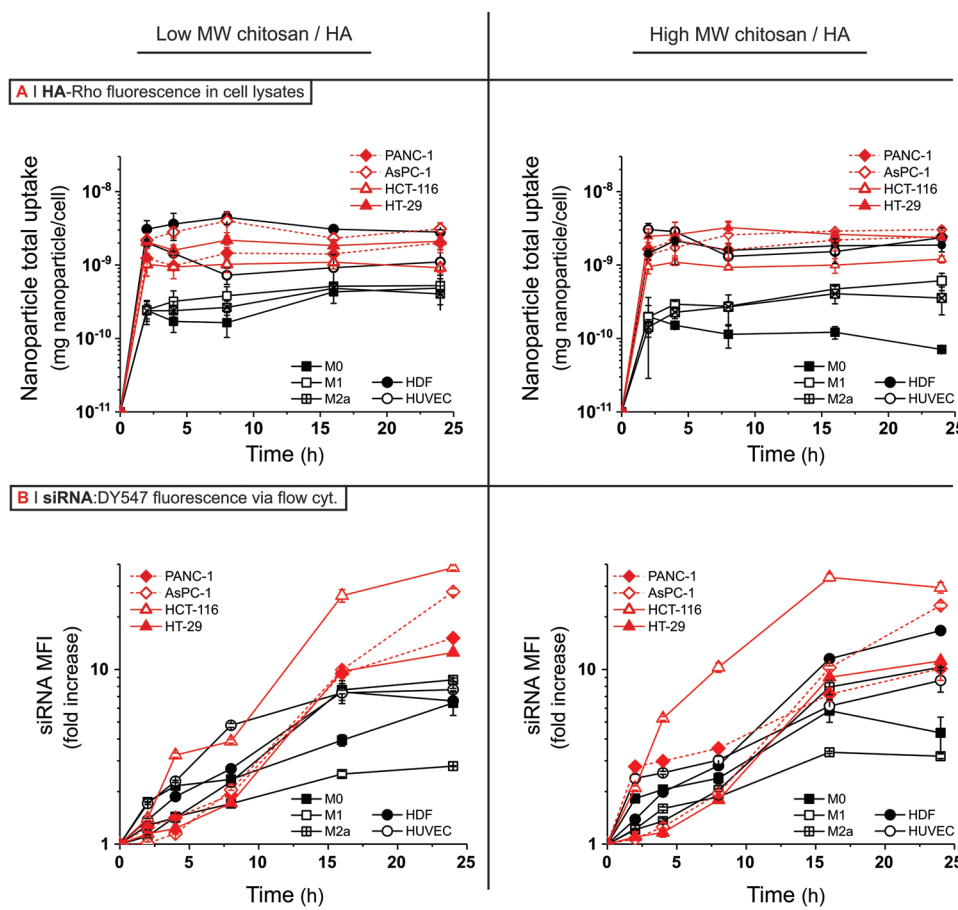 Low MW chitosan / HA
High MW chitosan / HA
A I HA-Rho fluorescence in cell lysates
Nanoparticle total uptake
(mg nanoparticle/cell)
10⁻⁸
10⁻⁹
10⁻¹⁰
10⁻¹¹
PANC-1
AsPC-1
HCT-116
HT-29
M0
M1
M2a
HDF
HUVEC
0 5 10 15 20 25
Time (h)
Nanoparticle total uptake
(mg nanoparticle/cell)
10⁻⁸
10⁻⁹
10⁻¹⁰
10⁻¹¹
PANC-1
AsPC-1
HCT-116
HT-29
M0
M1
M2a
HDF
HUVEC
0 5 10 15 20 25
Time (h)
B I siRNA:DY547 fluorescence via flow cyt.
siRNA MFI
(fold increase)
10
1
PANC-1
AsPC-1
HCT-116
HT-29
M0
M1
M2a
HDF
HUVEC
0 5 10 15 20 25
Time (h)
siRNA MFI
(fold increase)
10
1
PANC-1
AsPC-1
HCT-116
HT-29
M0
M1
M2a
HDF
HUVEC
0 5 10 15 20 25
Time (h)